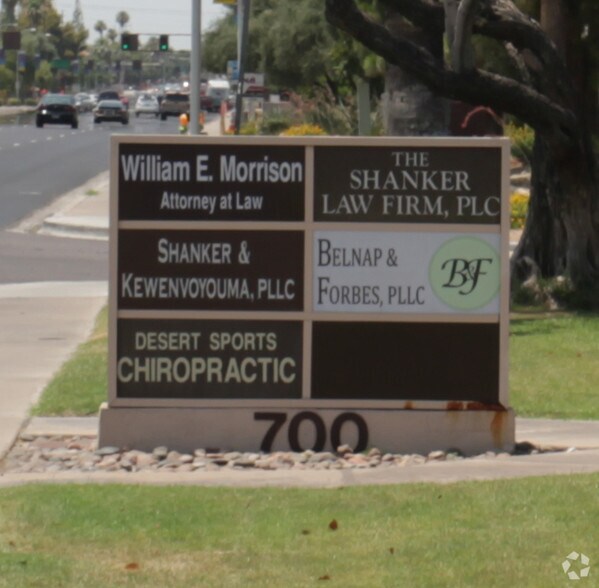 William E. Morrison
Attorney at Law
THE
SHANKER
LAW FIRM, PLC
SHANKER &
KEWENVOYOUMA, PLLC
BELNAP &
FORBES, PLLC
B&F
DESERT SPORTS
CHIROPRACTIC
700